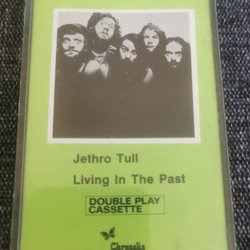 Jethro Tull
Living In The Past
DOUBLE PLAY
CASSETTE
Chrysalis